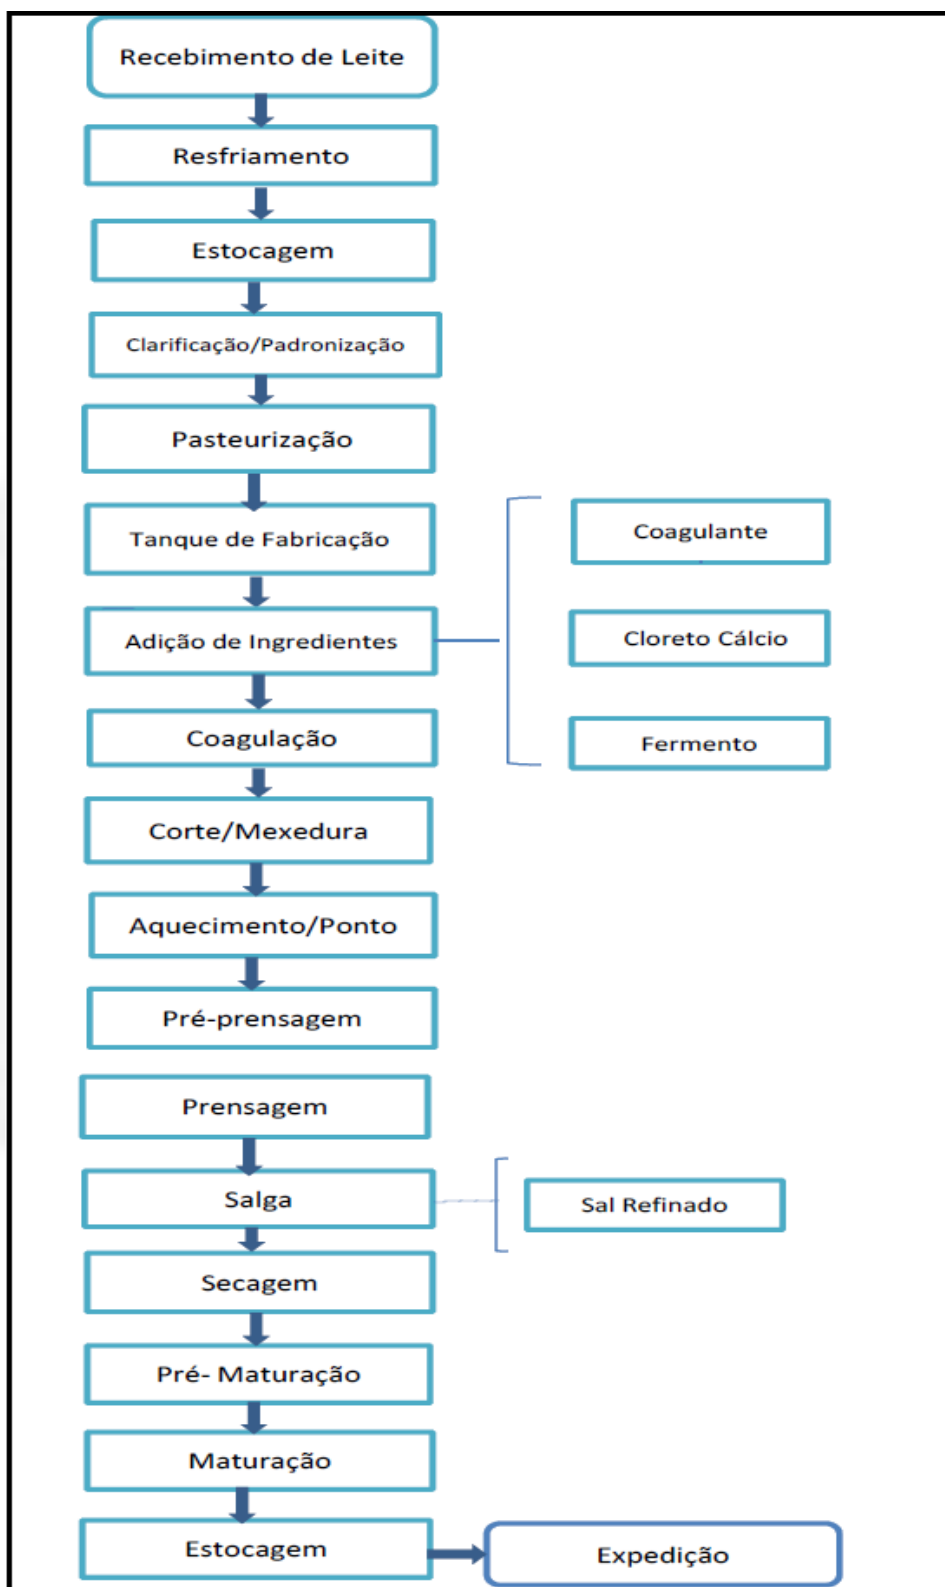 Recebimento de Leite
Resfriamento
Estocagem
Clarificação/Padronização
Pasteurização
Tanque de Fabricação
Adição de Ingredientes
Coagulante
Cloreto Cálcio
Fermento
Coagulação
Corte/Mexedura
Aquecimento/Ponto
Pré-prensagem
Prensagem
Salga
Sal Refinado
Secagem
Pré- Maturação
Maturação
Estocagem
Expedição